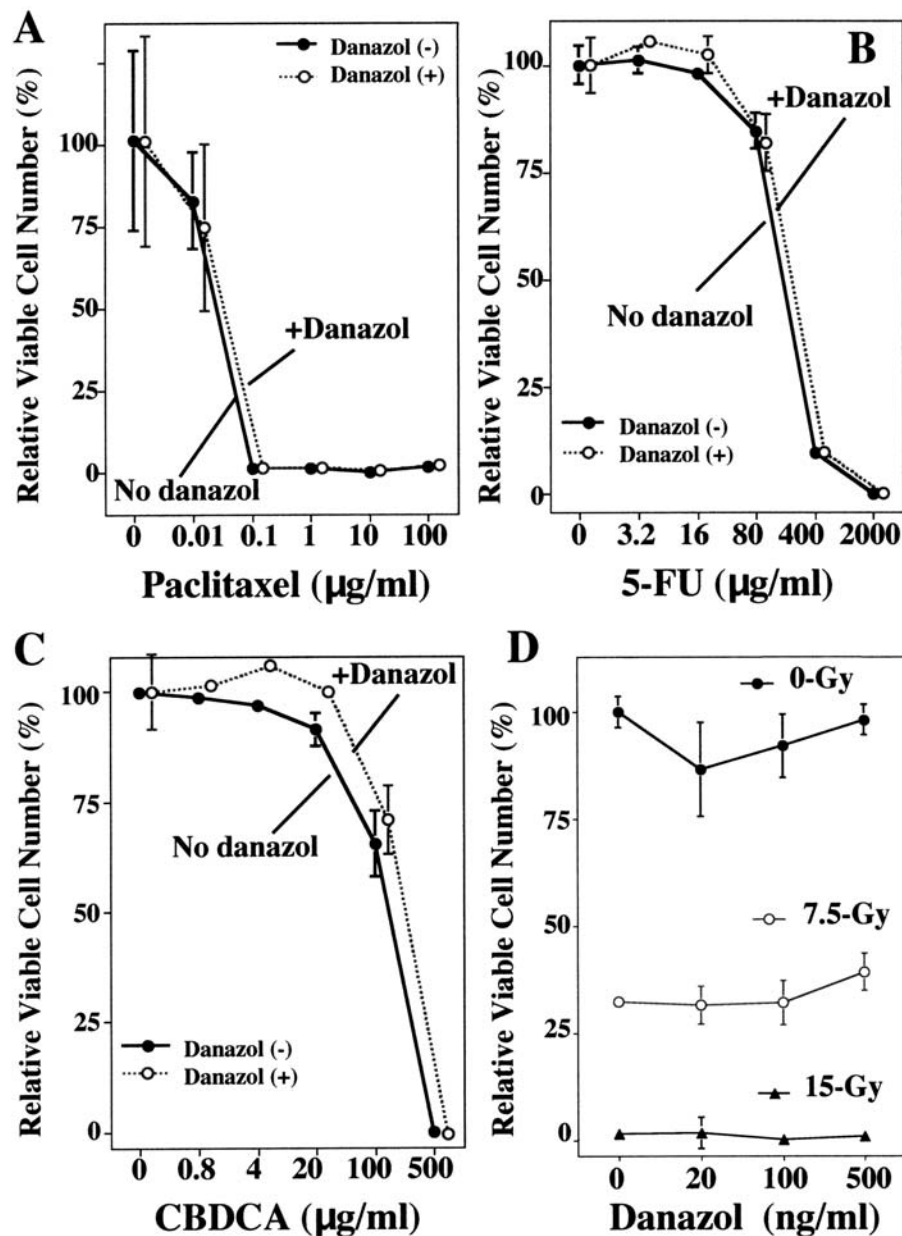 A
Danazol (-)
Danazol (+)
Relative Viable Cell Number (%)
100
75
50
25
0
+Danazol
No danazol
0 0.01 0.1 1 10 100
Paclitaxel (μg/ml)
B
Relative Viable Cell Number (%)
100
75
50
25
0
+Danazol
No danazol
Danazol (-)
Danazol (+)
0 3.2 16 80 400 2000
5-FU (μg/ml)
C
Relative Viable Cell Number (%)
100
75
50
25
0
+Danazol
No danazol
Danazol (-)
Danazol (+)
0 0.8 4 20 100 500
CBDCA (μg/ml)
D
Relative Viable Cell Number (%)
100
75
50
25
0
0-Gy
7.5-Gy
15-Gy
0 20 100 500
Danazol (ng/ml)